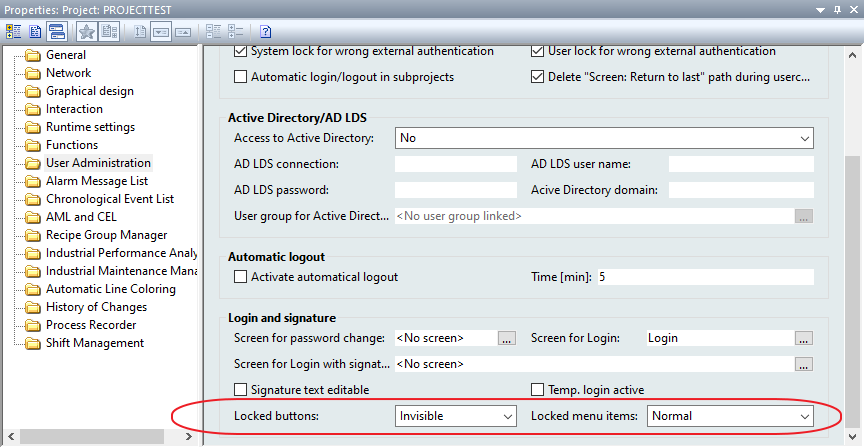 Properties: Project: PROJECTTEST
General
Network
Graphical design
Interaction
Runtime settings
Functions
User Administration
Alarm Message List
Chronological Event List
AML and CEL
Recipe Group Manager
Industrial Performance Analy
Industrial Maintenance Mana
Automatic Line Coloring
History of Changes
Process Recorder
Shift Management
System lock for wrong external authentication User lock for wrong external authentication
Automatic login/logout in subprojects Delete "Screen: Return to last" path during userc...
Active Directory/AD LDS
Access to Active Directory: No
AD LDS connection: AD LDS user name:
AD LDS password: Acive Directory domain:
User group for Active Direct... <No user group linked> ...
Automatic logout
Activate automatical logout Time [min]: 5
Login and signature
Screen for password change: <No screen> ... Screen for Login: Login ...
Screen for Login with signat... <No screen> ...
Signature text editable Temp. login active
Locked buttons: Invisible Locked menu items: Normal